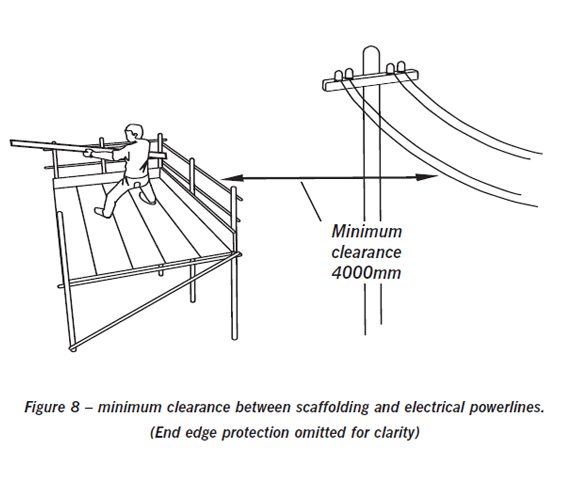 Minimum
clearance
4000mm
Figure 8 – minimum clearance between scaffolding and electrical powerlines.
(End edge protection omitted for clarity)